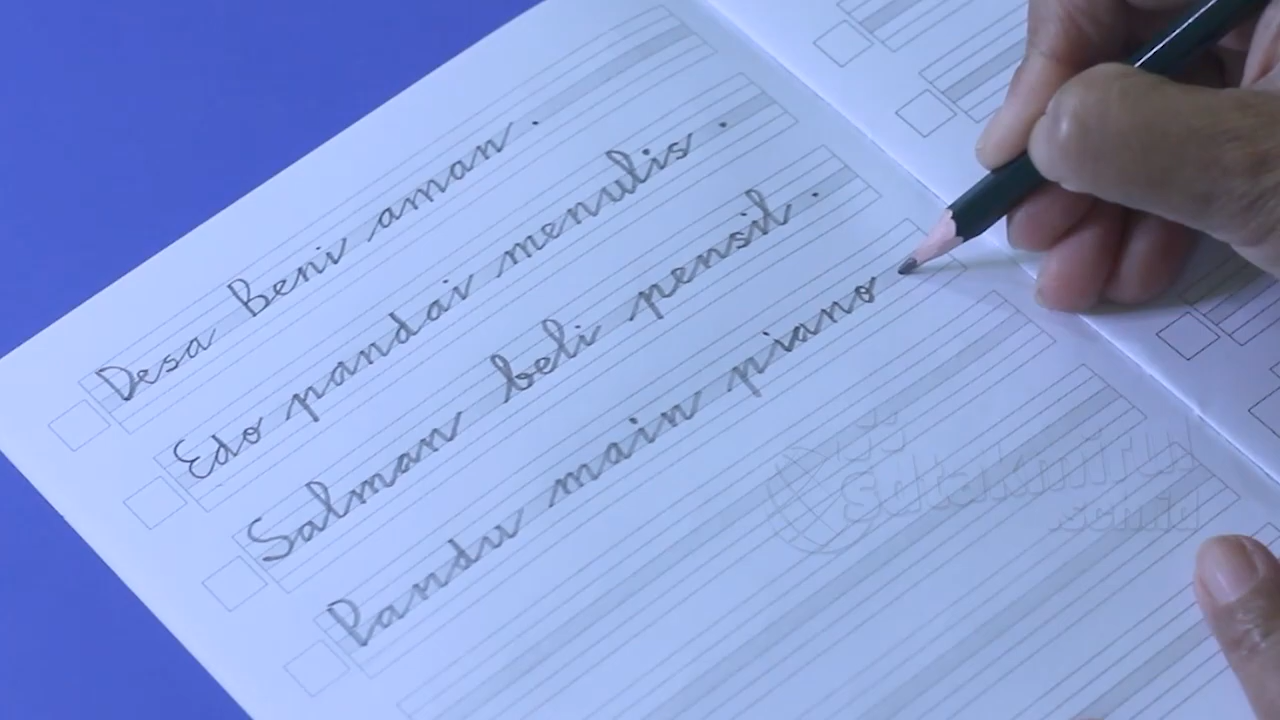 Desa Beni aman.
Edo pandai menulis.
Salman beli pensil.
Pandu main piano